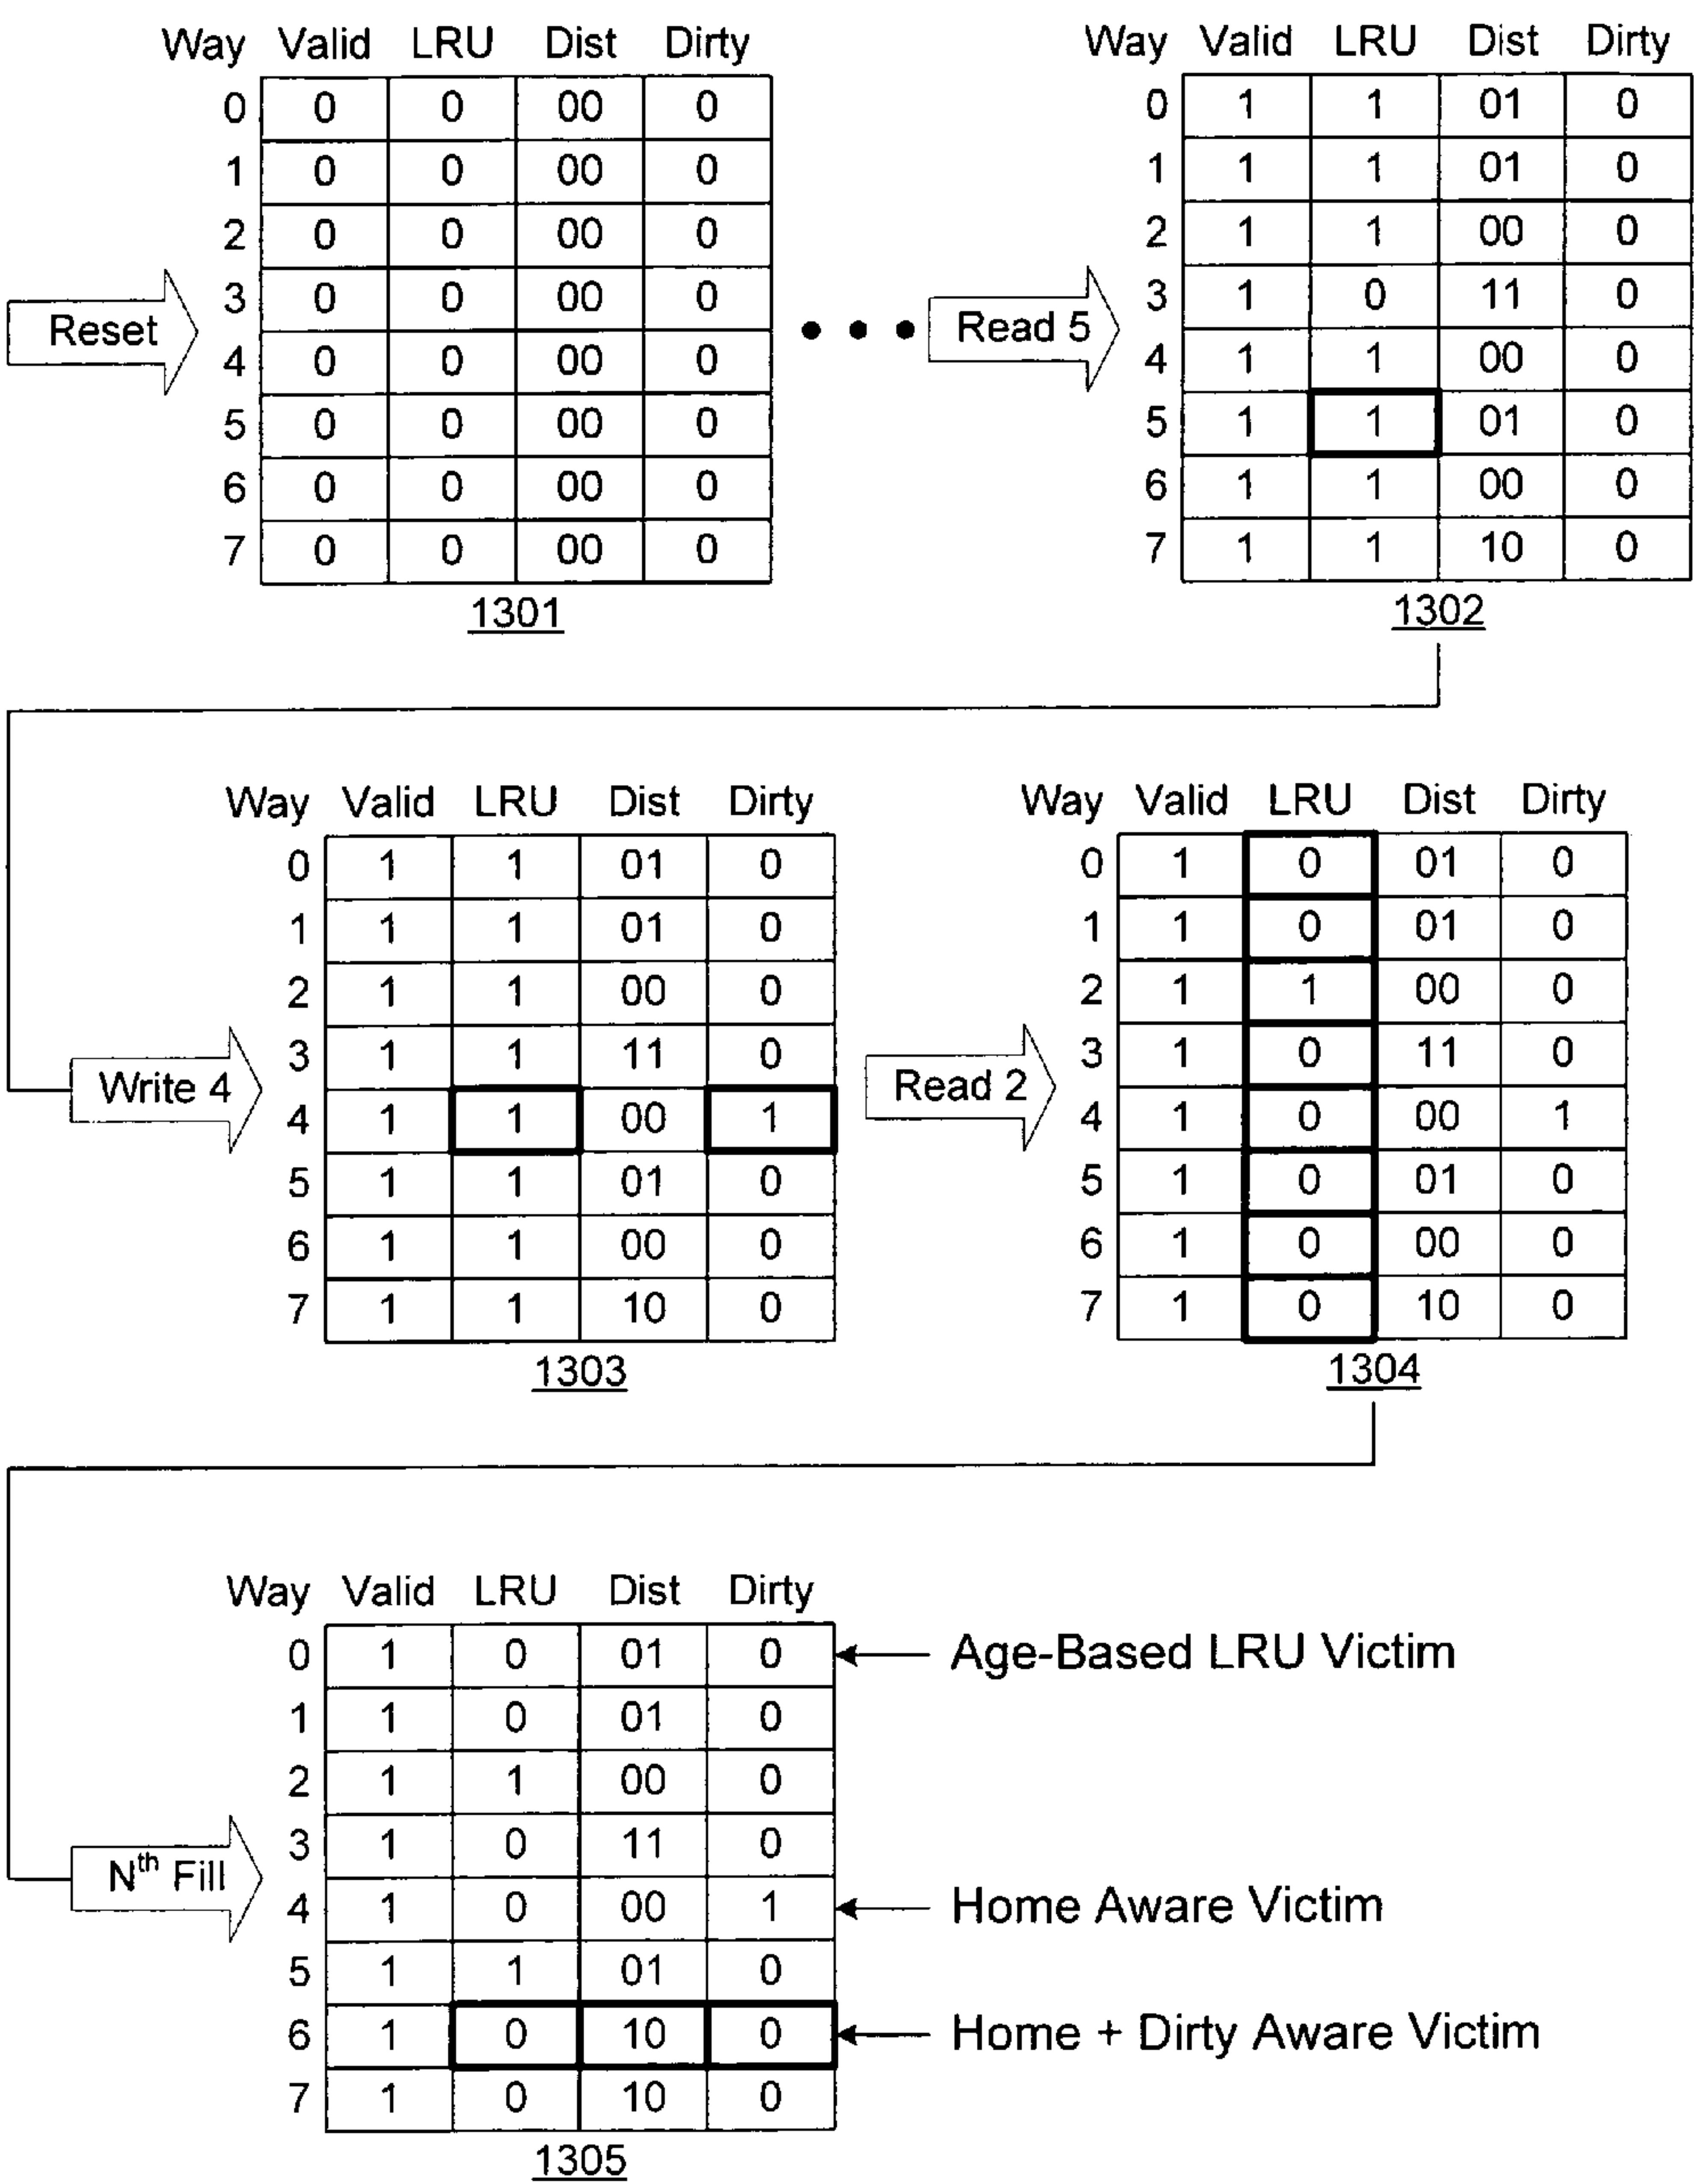 Way Valid LRU Dist Dirty
0 0 0 00 0
1 0 0 00 0
2 0 0 00 0
3 0 0 00 0
4 0 0 00 0
5 0 0 00 0
6 0 0 00 0
7 0 0 00 0
1301
Reset
Read 5
Way Valid LRU Dist Dirty
0 1 1 01 0
1 1 1 01 0
2 1 1 00 0
3 1 0 11 0
4 1 1 00 0
5 1 1 01 0
6 1 1 00 0
7 1 1 10 0
1302
Write 4
Way Valid LRU Dist Dirty
0 1 1 01 0
1 1 1 01 0
2 1 1 00 0
3 1 1 11 0
4 1 1 00 1
5 1 1 01 0
6 1 1 00 0
7 1 1 10 0
1303
Read 2
Way Valid LRU Dist Dirty
0 1 0 01 0
1 1 0 01 0
2 1 1 00 0
3 1 0 11 0
4 1 0 00 1
5 1 0 01 0
6 1 0 00 0
7 1 0 10 0
1304
Nth Fill
Way Valid LRU Dist Dirty
0 1 0 01 0 Age-Based LRU Victim
1 1 0 01 0
2 1 1 00 0
3 1 0 11 0
4 1 0 00 1 Home Aware Victim
5 1 1 01 0
6 1 0 10 0 Home + Dirty Aware Victim
7 1 0 10 0
1305